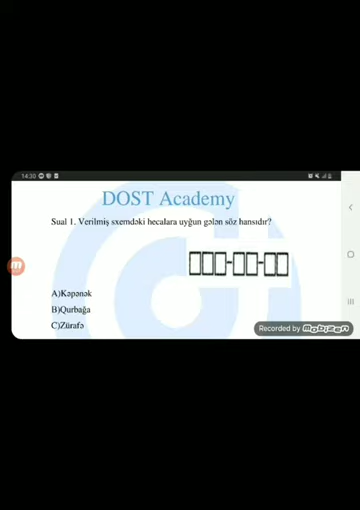 14:30
DOST Academy
Sual 1. Verilmiş sxemdəki hecalara uyğun gələn söz hansıdır?
A)Kəpənək
B)Qurbağa
C)Zürafə
Recorded by
mobizen